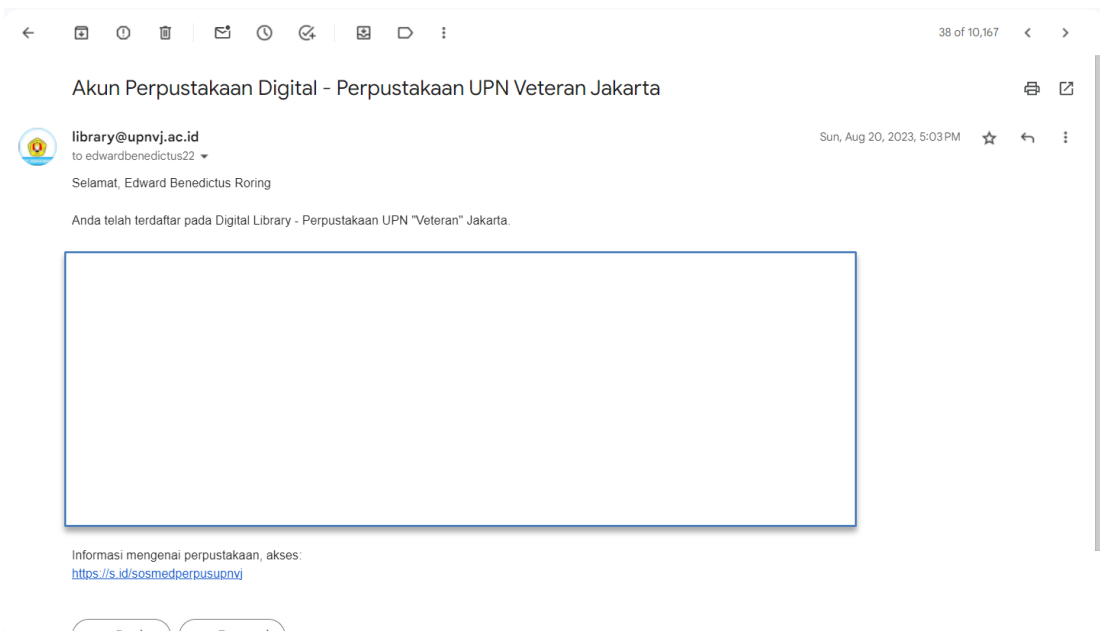 38 of 10,167
Akun Perpustakaan Digital - Perpustakaan UPN Veteran Jakarta
library@upnvj.ac.id
Sun, Aug 20, 2023, 5:03 PM
to edwardbenedictus22
Selamat, Edward Benedictus Roring
Anda telah terdaftar pada Digital Library - Perpustakaan UPN "Veteran" Jakarta.
Informasi mengenai perpustakaan, akses:
https://s.id/sosmedperpusupnvj